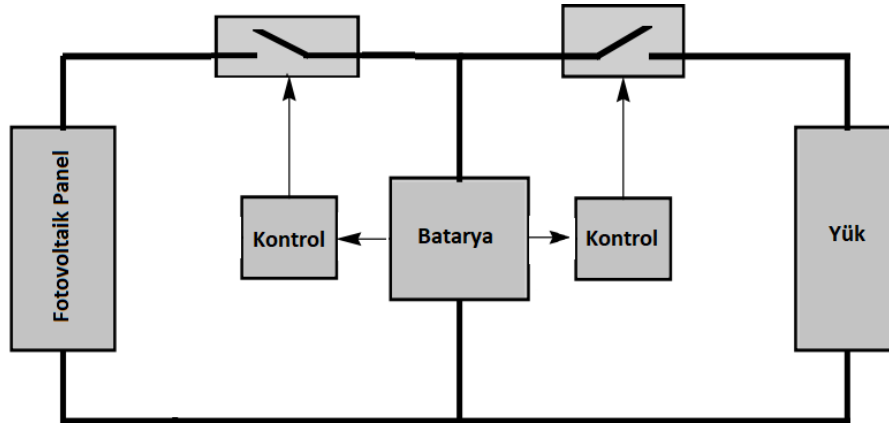 Fotovoltaik Panel
Kontrol
Batarya
Kontrol
Yük